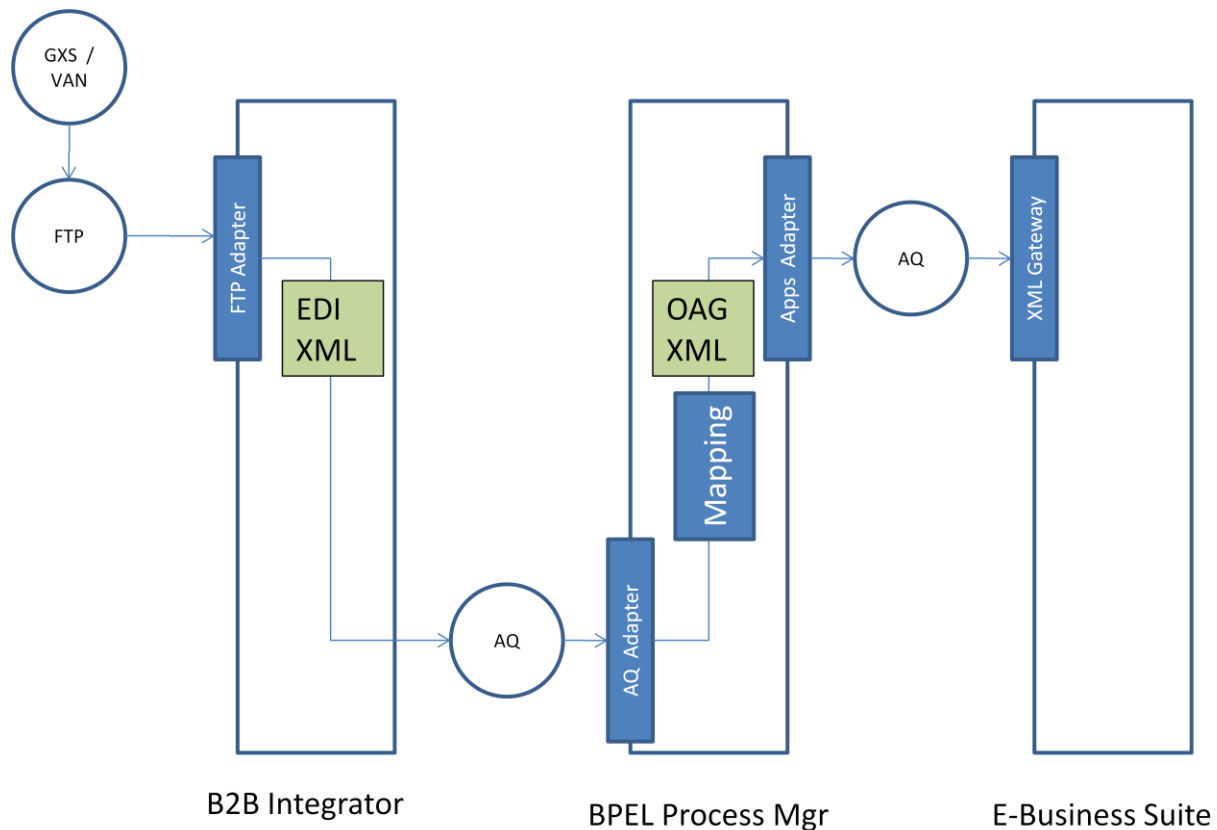 GXS /
VAN
FTP
FTP Adapter
EDI
XML
AQ
AQ Adapter
Mapping
OAG
XML
Apps Adapter
AQ
XML Gateway
B2B Integrator
BPEL Process Mgr
E-Business Suite